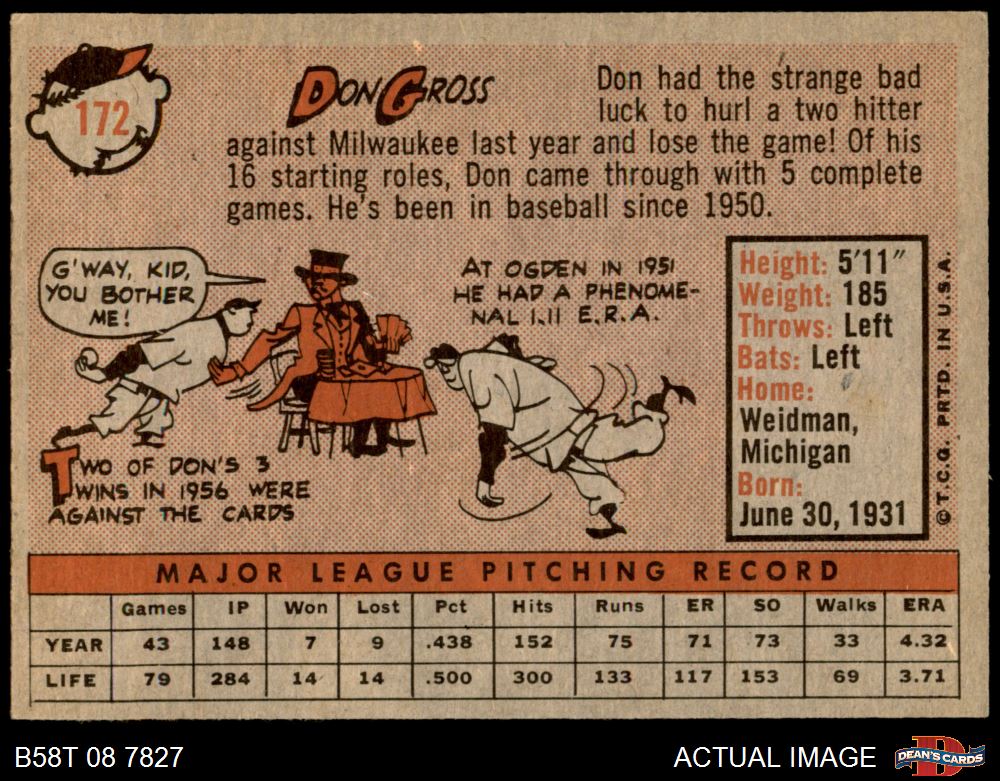 172
DON GROSS
Don had the strange bad
luck to hurl a two hitter
against Milwaukee last year and lose the game! Of his
16 starting roles, Don came through with 5 complete
games. He's been in baseball since 1950.
G'WAY, KID,
YOU BOTHER
ME!
AT OGDEN IN 1951
HE HAD A PHENOME-
NAL 1.11 E.R.A.
TWO OF DON'S 3
WINS IN 1956 WERE
AGAINST THE CARDS
Height: 5'11"
Weight: 185
Throws: Left
Bats: Left
Home:
Weidman,
Michigan
Born:
June 30, 1931
© T.C.G. PRTD. IN U.S.A.
MAJOR LEAGUE PITCHING RECORD
Games IP Won Lost Pct Hits Runs ER SO Walks ERA
YEAR 43 148 7 9 .438 152 75 71 73 33 4.32
LIFE 79 284 14 14 .500 300 133 117 153 69 3.71
B58T 08 7827
ACTUAL IMAGE
D
DEAN'S CARDS